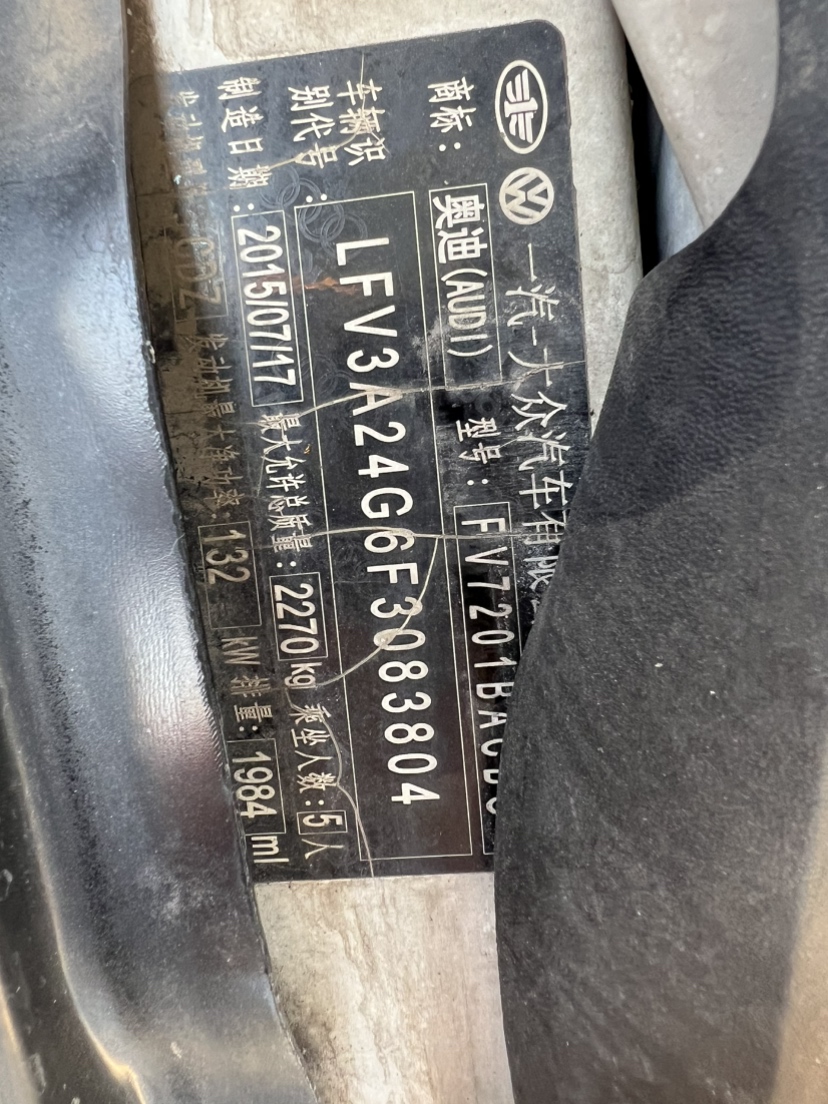 一汽-大众汽车有限
商标: 奥迪(AUDI) 型号: FV7201BACB
车辆识别代号: LFV3A24G6F3083804
制造日期: 2015/07/17 最大允许总质量: 2270kg 乘坐人数: 5人
CDZ 发动机最大净功率: 132 kW 排量: 1984 ml